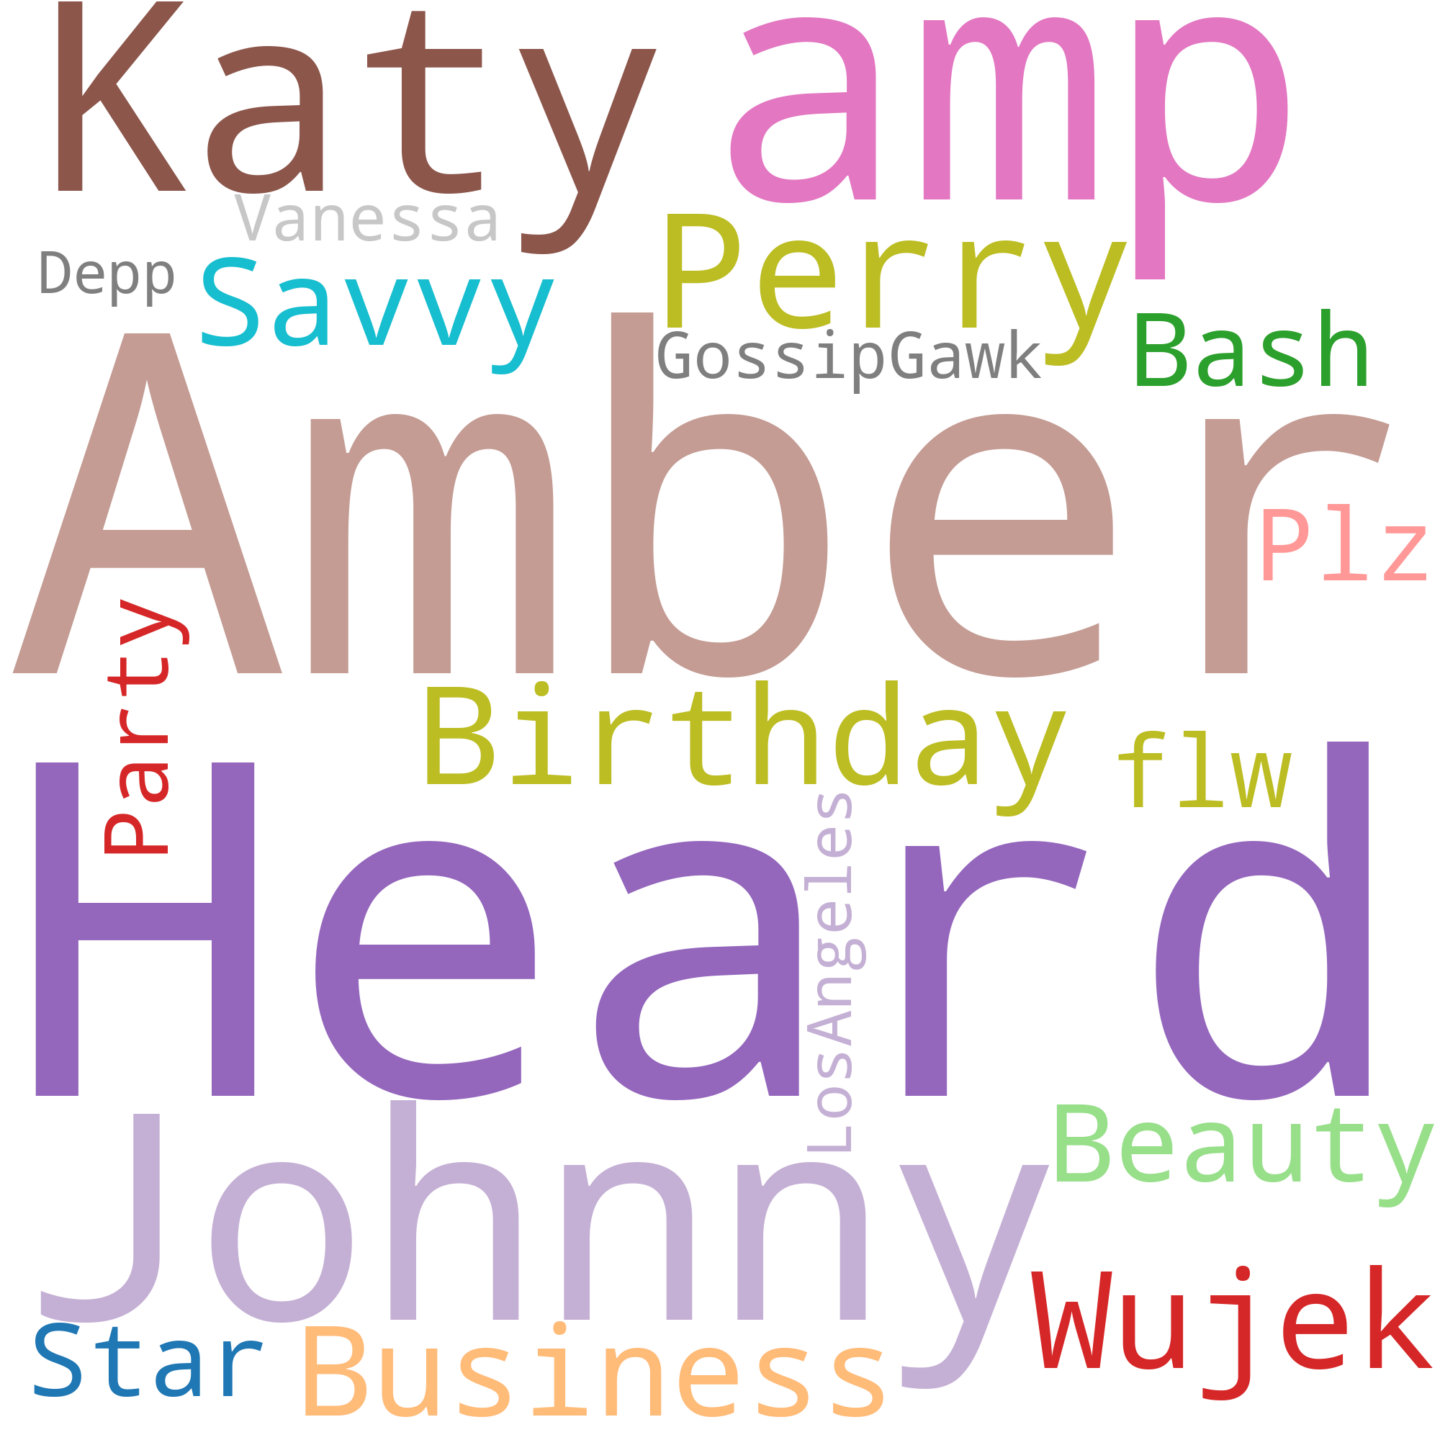 Katy amp
Vanessa
Depp Savvy Perry
GossipGawk Bash
Amber
Plz
Party
Birthday flw
Heard
LosAngeles
Johnny Beauty
Wujek
Star Business